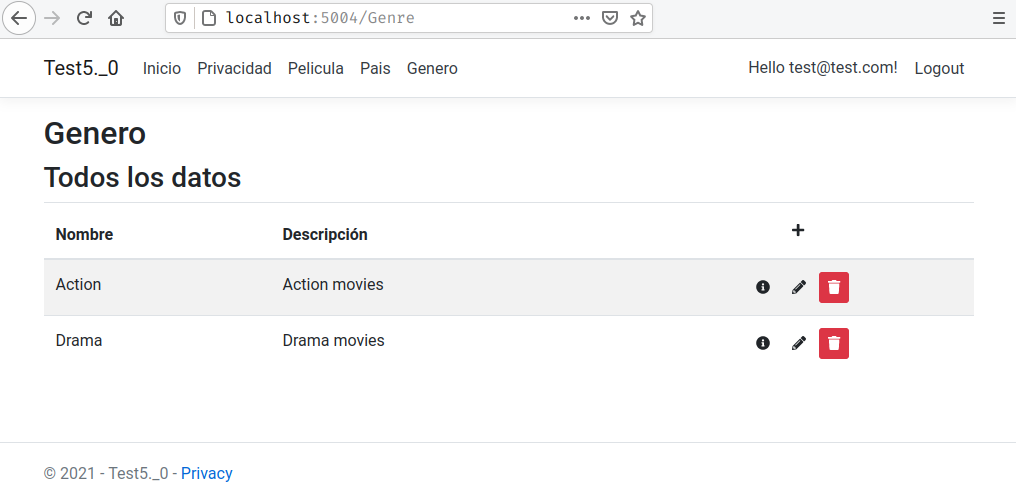 localhost:5004/Genre
Test5._0 Inicio Privacidad Pelicula Pais Genero Hello test@test.com! Logout
Genero
Todos los datos
Nombre Descripción
Action Action movies
Drama Drama movies
© 2021 - Test5._0 - Privacy